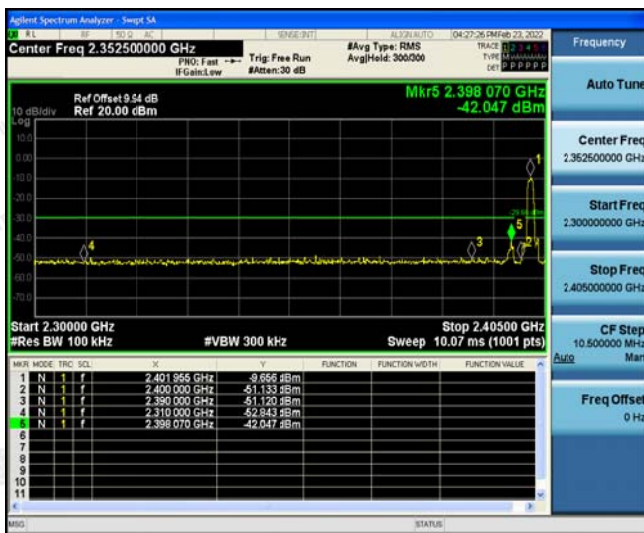 Agilent Spectrum Analyzer - Swept SA
RL RF 50 Ω AC SENSE:INT ALIGN AUTO 04:27:26 PM Feb 23, 2022
Center Freq 2.352500000 GHz
PNO: Fast
IFGain:Low
Trig: Free Run
#Atten: 30 dB
#Avg Type: RMS
Avg|Hold: 300/300
TRACE 1 2 3 4 5 6
TYPE
DET P P P P P P
Ref Offset 9.54 dB
Ref 20.00 dBm
10 dB/div
Log
Mkr5 2.398 070 GHz
-42.047 dBm
10.0
0.00
-10.0
-20.0
-30.0
-40.0
-50.0
-60.0
-70.0
1
5
4
3
2
Start 2.30000 GHz
Stop 2.40500 GHz
#Res BW 100 kHz
#VBW 300 kHz
Sweep 10.07 ms (1001 pts)
MKR MODE TRC SCL X Y FUNCTION FUNCTION WIDTH FUNCTION VALUE
1 N 1 f 2.401 955 GHz -9.656 dBm
2 N 1 f 2.400 000 GHz -51.133 dBm
3 N 1 f 2.390 000 GHz -51.120 dBm
4 N 1 f 2.310 000 GHz -52.843 dBm
5 N 1 f 2.398 070 GHz -42.047 dBm
6
7
8
9
10
11
MSG
STATUS
Frequency
Auto Tune
Center Freq
2.352500000 GHz
Start Freq
2.300000000 GHz
Stop Freq
2.405000000 GHz
CF Step
10.500000 MHz
Auto Man
Freq Offset
0 Hz